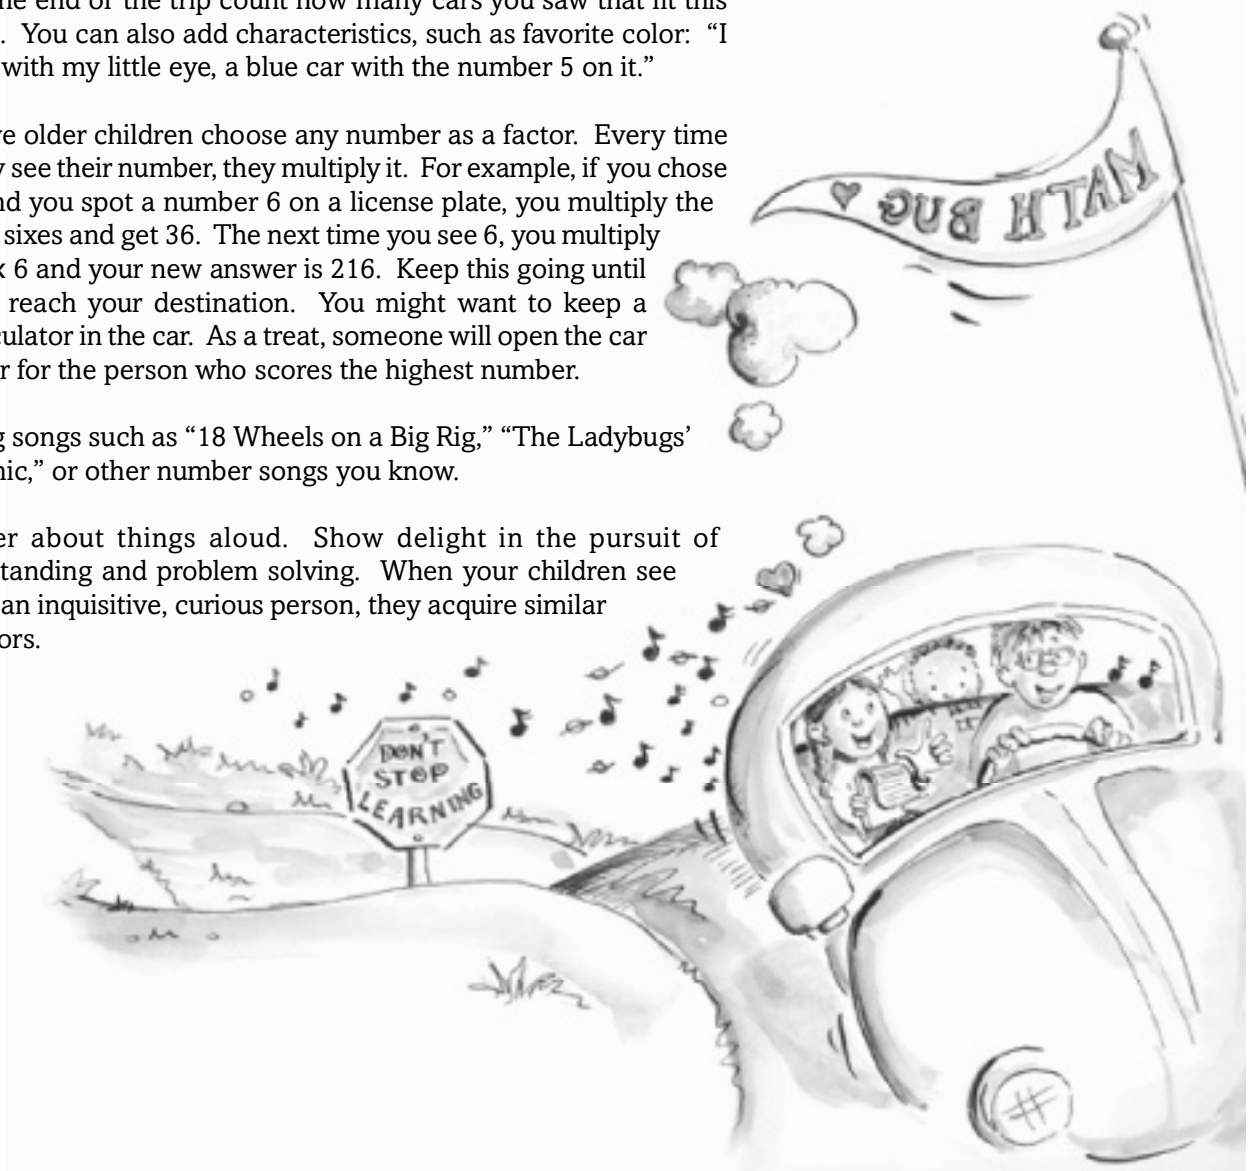 he end of the trip count how many cars you saw that fit this
. You can also add characteristics, such as favorite color: “I
with my little eye, a blue car with the number 5 on it.”
ve older children choose any number as a factor. Every time
y see their number, they multiply it. For example, if you chose
nd you spot a number 6 on a license plate, you multiply the
sixes and get 36. The next time you see 6, you multiply
x 6 and your new answer is 216. Keep this going until
reach your destination. You might want to keep a
culator in the car. As a treat, someone will open the car
r for the person who scores the highest number.
g songs such as “18 Wheels on a Big Rig,” “The Ladybugs’
nic,” or other number songs you know.
er about things aloud. Show delight in the pursuit of
tanding and problem solving. When your children see
an inquisitive, curious person, they acquire similar
ors.
MATH BUG
DON'T
STOP
LEARNING